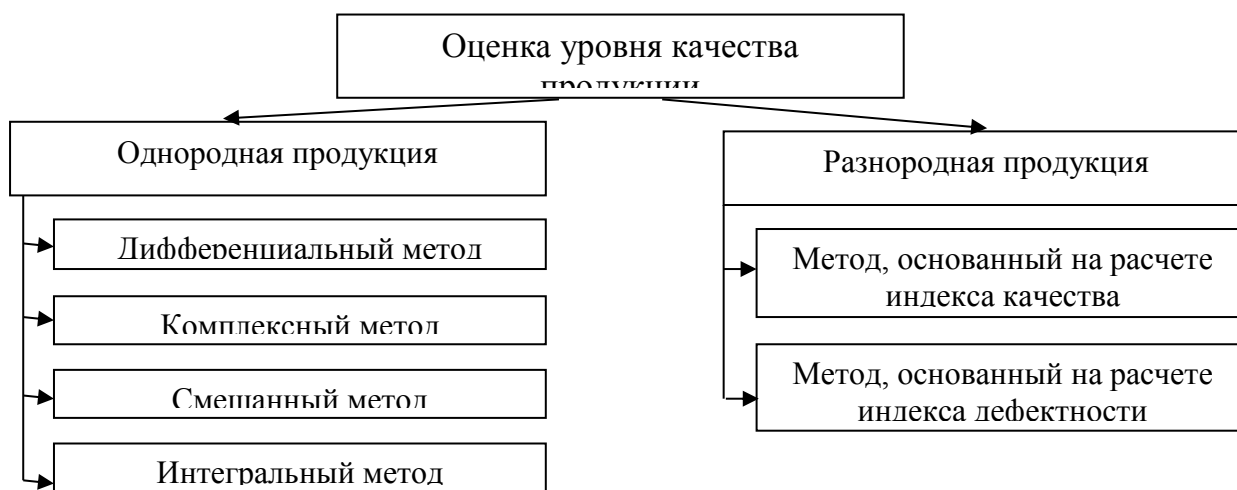 Оценка уровня качества
продукции
Однородная продукция
Разнородная продукция
Дифференциальный метод
Комплексный метод
Смешанный метод
Интегральный метод
Метод, основанный на расчете
индекса качества
Метод, основанный на расчете
индекса дефектности